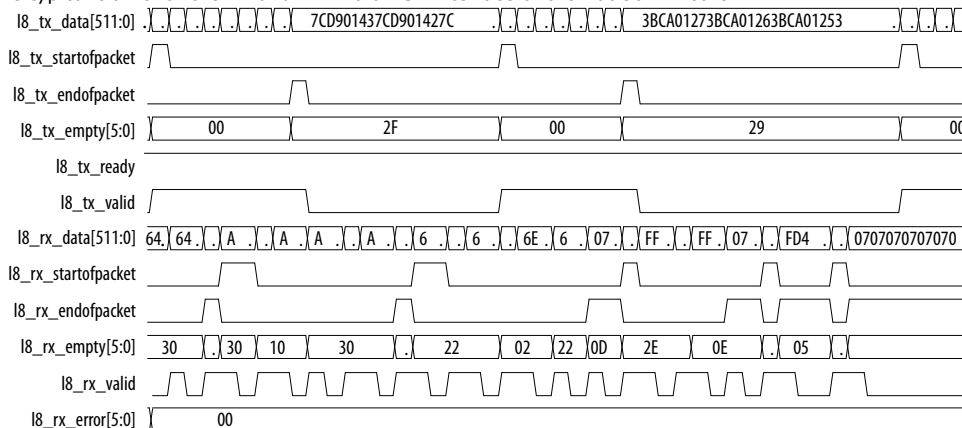 l8_tx_data[511:0] . . . . . . . . . 7CD901437CD901427C . . . . . . . . 3BCA01273BCA01263BCA01253 . . . . .
l8_tx_startofpacket
l8_tx_endofpacket
l8_tx_empty[5:0] 00 2F 00 29 00
l8_tx_ready
l8_tx_valid
l8_rx_data[511:0] 64. 64 . . A . . A . A . . A . . 6 . . 6 . . 6E . 6 . 07 . . FF . . FF . 07 . . FD4 . . 0707070707070
l8_rx_startofpacket
l8_rx_endofpacket
l8_rx_empty[5:0] 30 . 30 10 30 . 22 02 22 0D 2E 0E . 05 .
l8_rx_valid
l8_rx_error[5:0] 00